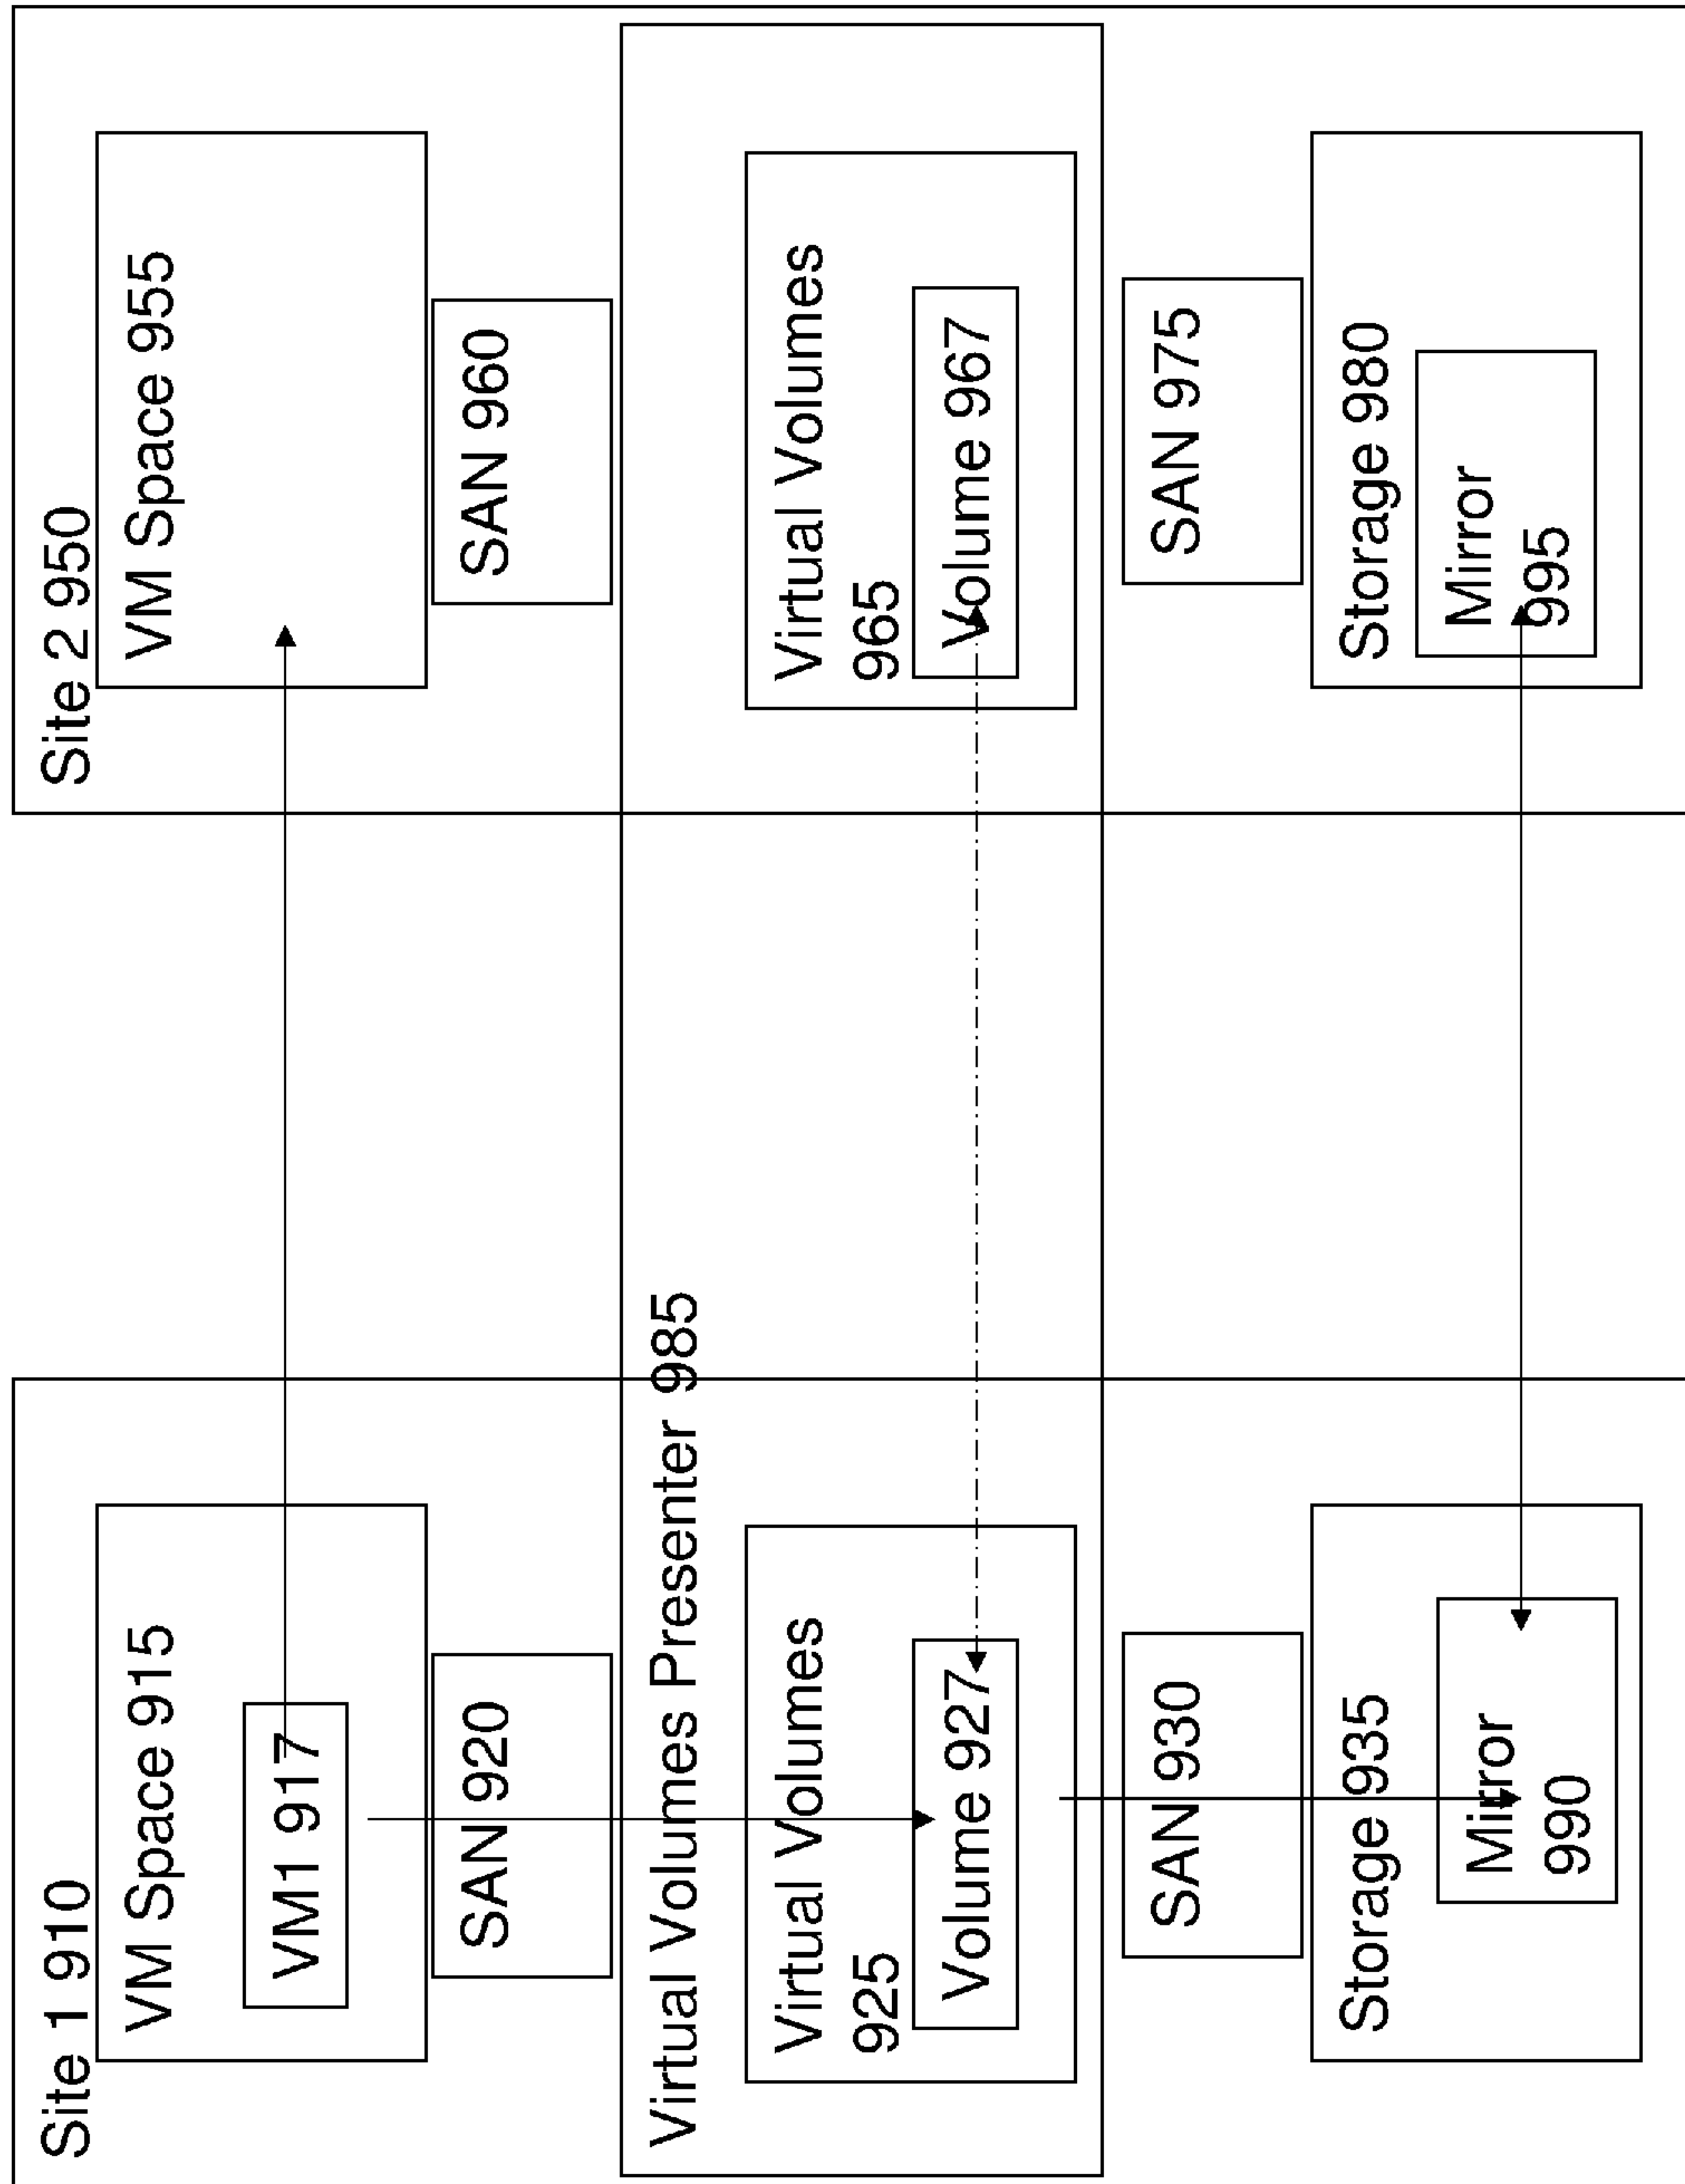 Site 1 910
VM Space 915
VM1 917
SAN 920
Virtual Volumes Presenter 985
Virtual Volumes
925
Volume 927
SAN 930
Storage 935
Mirror
990
Site 2 950
VM Space 955
SAN 960
Virtual Volumes
965
Volume 967
SAN 975
Storage 980
Mirror
995